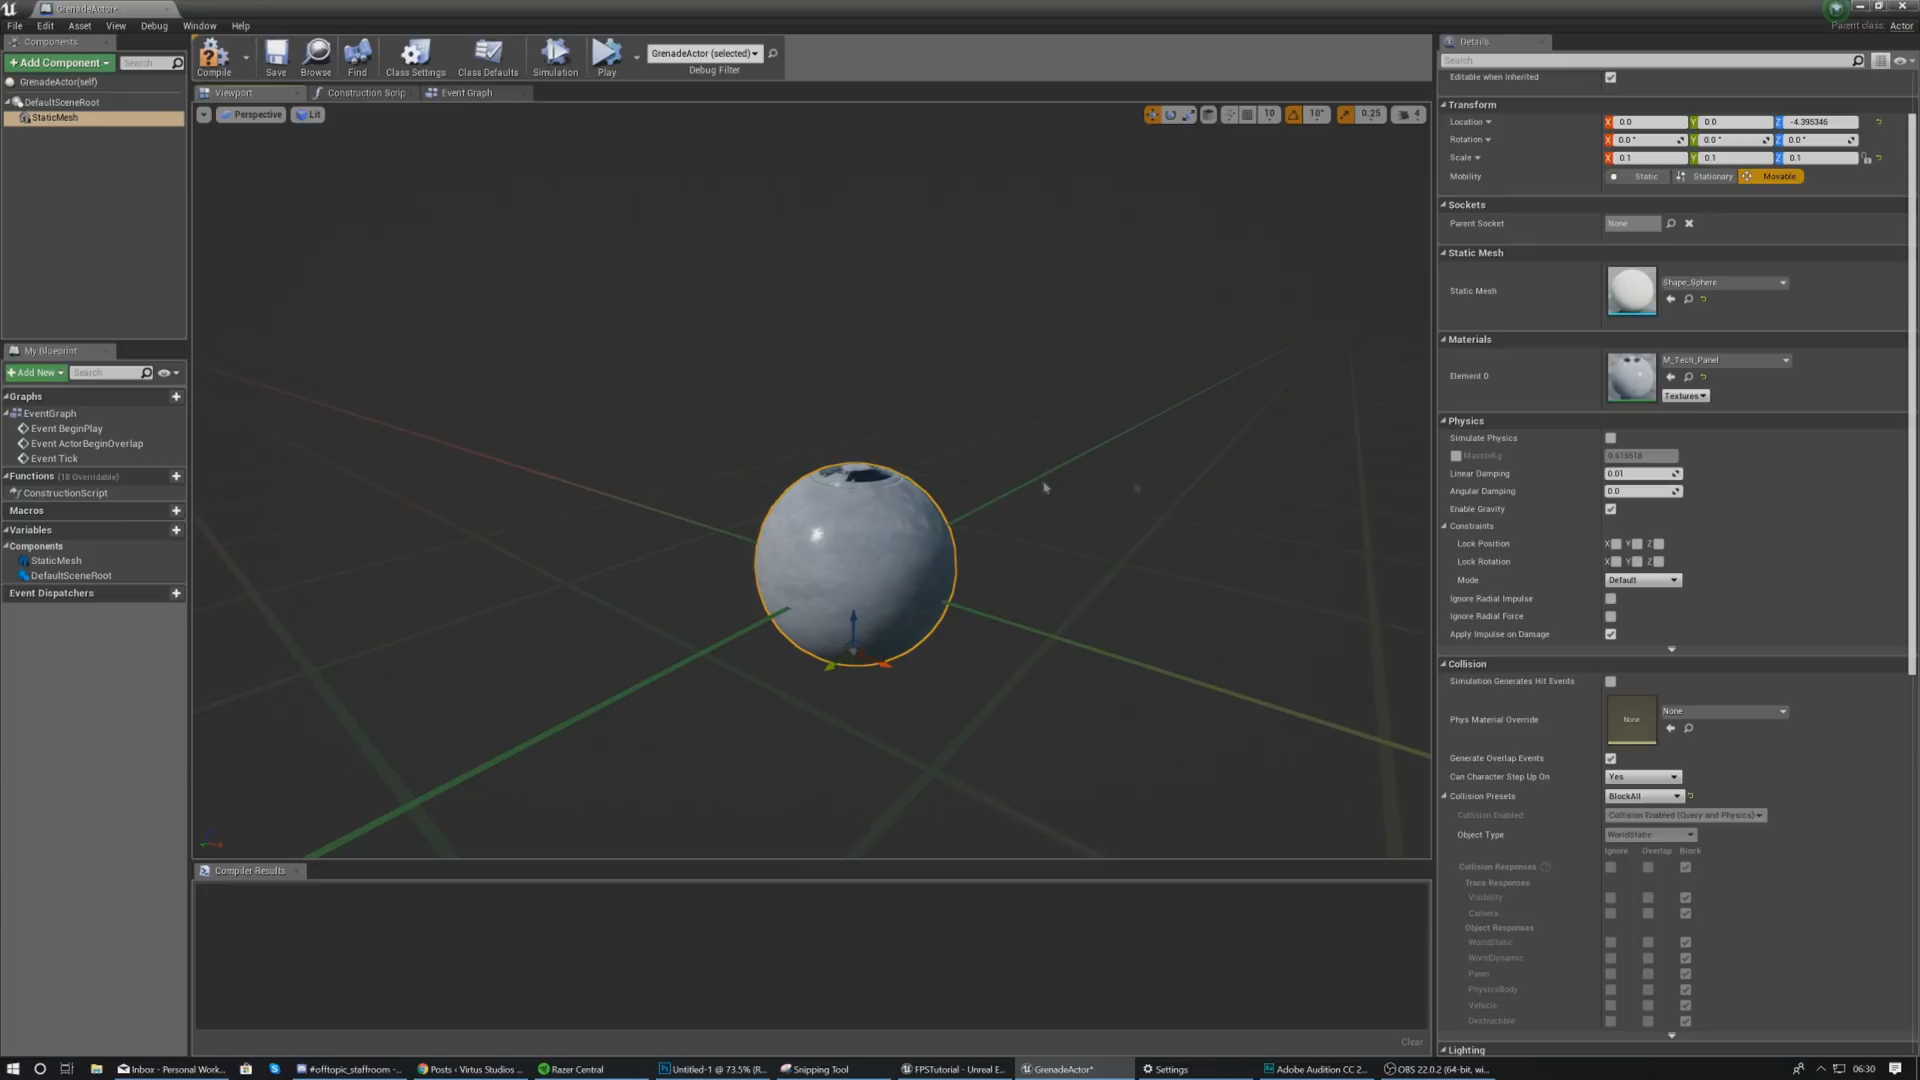 GrenadeActor*
File Edit Asset View Debug Window Help
Parent class: Actor
Components
+Add Component
Search
GrenadeActor(self)
DefaultSceneRoot
StaticMesh
Compile
Save
Browse
Find
Class Settings
Class Defaults
Simulation
Play
GrenadeActor (selected)
Debug Filter
Viewport
Construction Scrip
Event Graph
Perspective
Lit
10
10°
0.25
4
My Blueprint
+Add New
Search
Graphs
EventGraph
Event BeginPlay
Event ActorBeginOverlap
Event Tick
Functions (18 Overridable)
ConstructionScript
Macros
Variables
Components
StaticMesh
DefaultSceneRoot
Event Dispatchers
Compiler Results
Clear
Details
Search
Editable when Inherited
Transform
Location X 0.0 Y 0.0 Z -4.395346
Rotation X 0.0 ° Y 0.0 ° Z 0.0 °
Scale X 0.1 Y 0.1 Z 0.1
Mobility Static Stationary Movable
Sockets
Parent Socket None
Static Mesh
Static Mesh Shape_Sphere
Materials
Element 0 M_Tech_Panel
Textures
Physics
Simulate Physics
MassInKg 0.615518
Linear Damping 0.01
Angular Damping 0.0
Enable Gravity
Constraints
Lock Position X Y Z
Lock Rotation X Y Z
Mode Default
Ignore Radial Impulse
Ignore Radial Force
Apply Impulse on Damage
Collision
Simulation Generates Hit Events
Phys Material Override None None
Generate Overlap Events
Can Character Step Up On Yes
Collision Presets BlockAll
Collision Enabled Collision Enabled (Query and Physics)
Object Type WorldStatic
Ignore Overlap Block
Collision Responses
Trace Responses
Visibility
Camera
Object Responses
WorldStatic
WorldDynamic
Pawn
PhysicsBody
Vehicle
Destructible
Lighting
Inbox - Personal Work...
#offtopic_staffroom -...
Posts ‹ Virtus Studios ...
Razer Central
Untitled-1 @ 73.5% (R...
Snipping Tool
FPSTutorial - Unreal E...
GrenadeActor*
Settings
Adobe Audition CC 2...
OBS 22.0.2 (64-bit, wi...
06:30